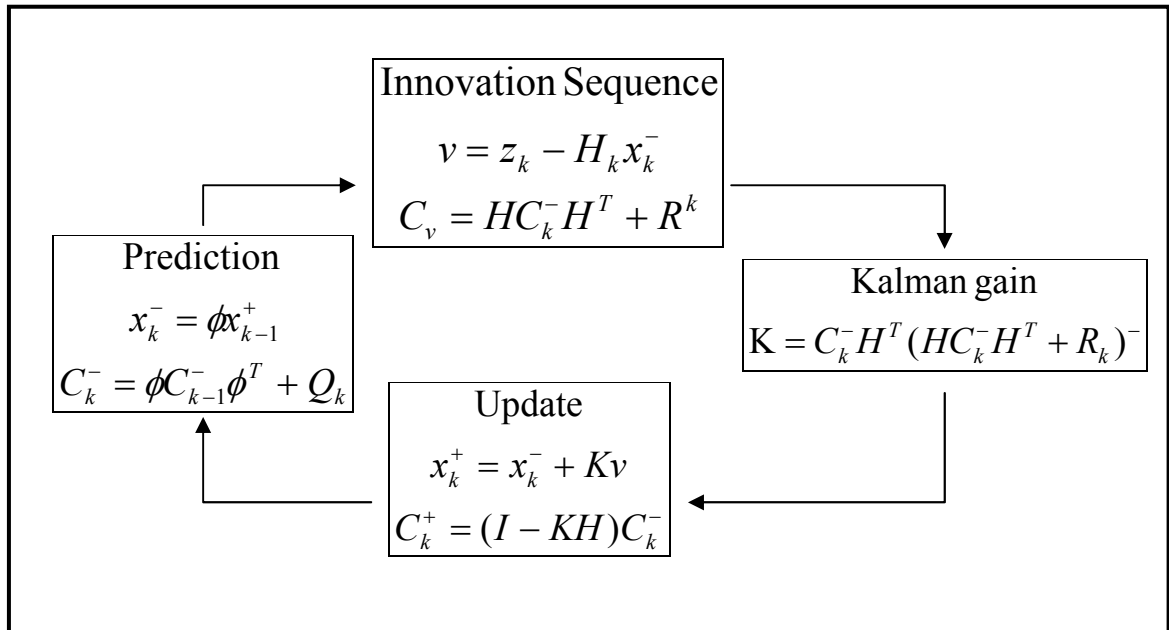 Innovation Sequence
v = z_k − H_k x_k^−
C_v = HC_k^− H^T + R^k
Prediction
x_k^− = ϕx_{k−1}^+
C_k^− = ϕC_{k−1}^− ϕ^T + Q_k
Kalman gain
K = C_k^− H^T (HC_k^− H^T + R_k)^−
Update
x_k^+ = x_k^− + Kv
C_k^+ = (I − KH)C_k^−